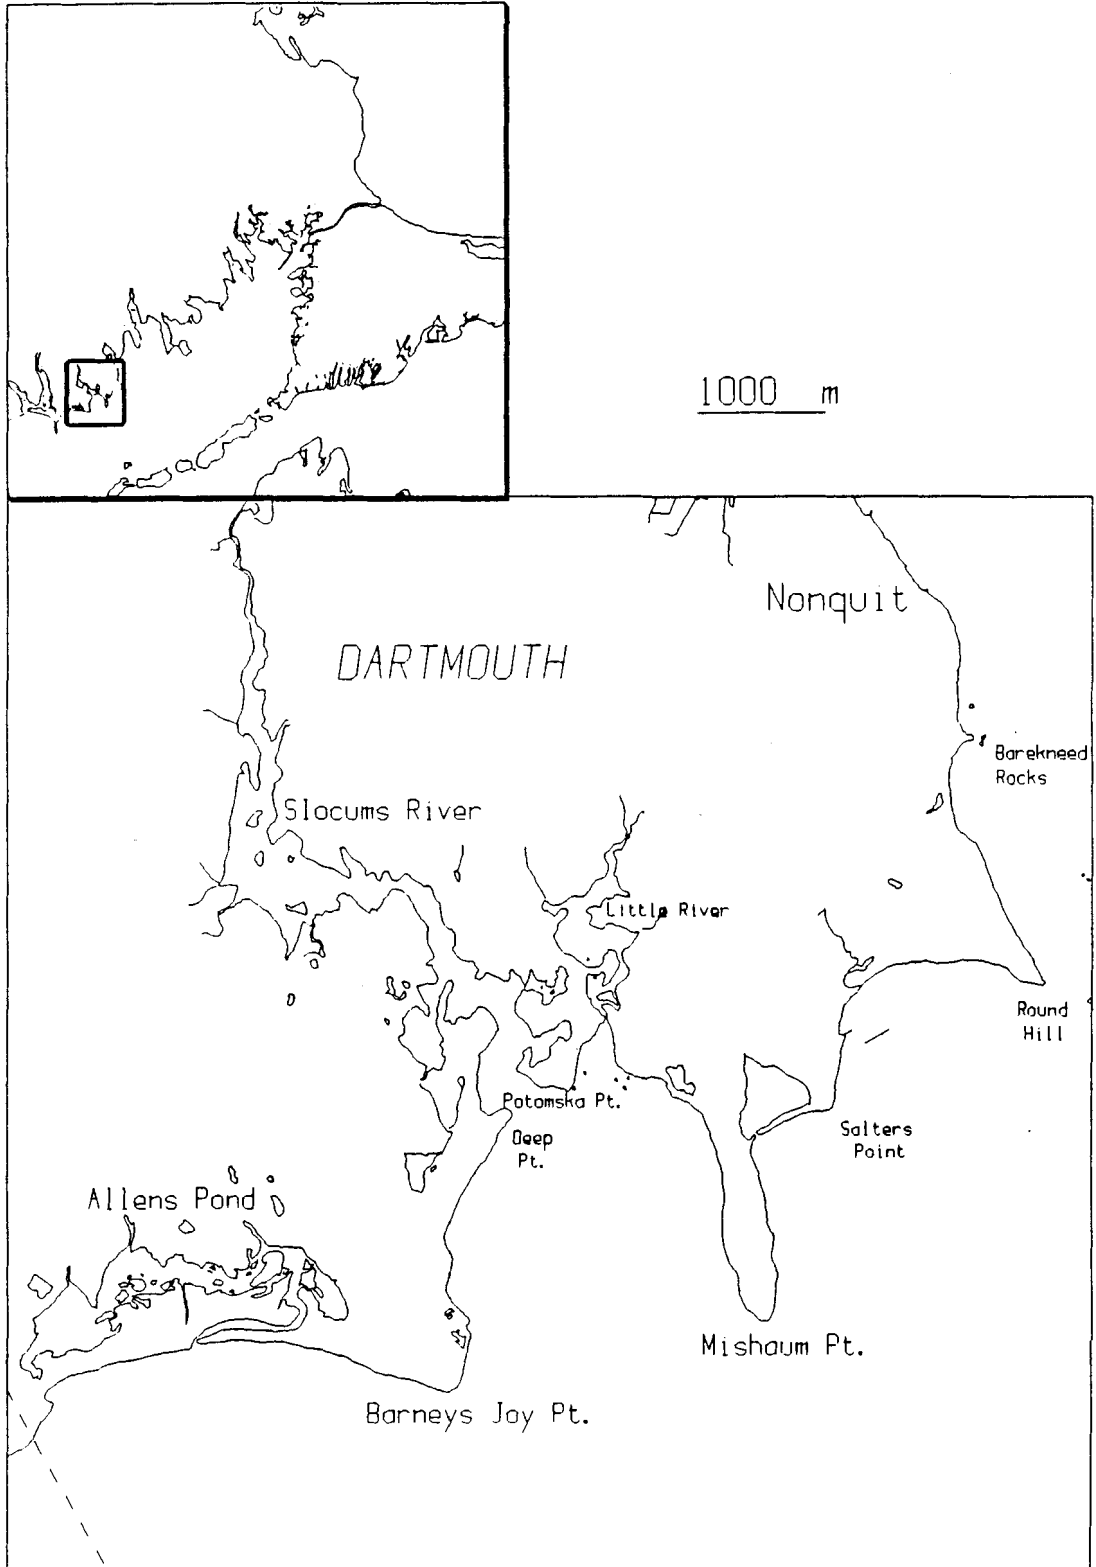 1000 m
Nonquit
DARTMOUTH
Barekneed
Rocks
Slocums River
Little River
Round
Hill
Potomska Pt.
Deep
Pt.
Salters
Point
Allens Pond
Mishaum Pt.
Barneys Joy Pt.